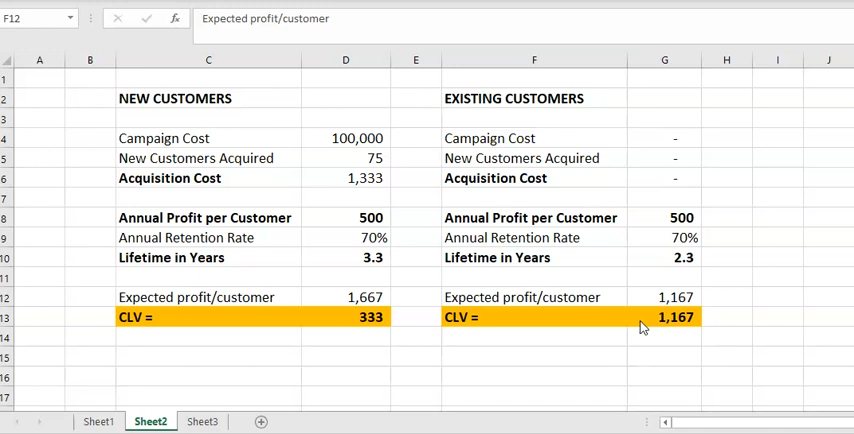 F12 fx Expected profit/customer
A B C D E F G H I J
1
2 NEW CUSTOMERS EXISTING CUSTOMERS
3
4 Campaign Cost 100,000 Campaign Cost -
5 New Customers Acquired 75 New Customers Acquired -
6 Acquisition Cost 1,333 Acquisition Cost -
7
8 Annual Profit per Customer 500 Annual Profit per Customer 500
9 Annual Retention Rate 70% Annual Retention Rate 70%
10 Lifetime in Years 3.3 Lifetime in Years 2.3
11
12 Expected profit/customer 1,667 Expected profit/customer 1,167
13 CLV = 333 CLV = 1,167
14
15
16
17
Sheet1 Sheet2 Sheet3